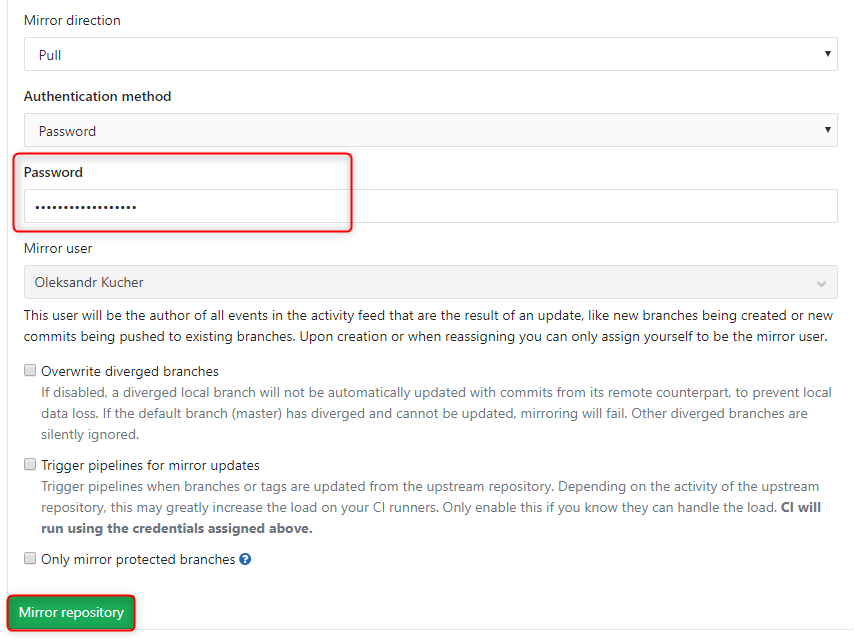 Mirror direction
Pull
Authentication method
Password
Password
••••••••••••••••••
Mirror user
Oleksandr Kucher
This user will be the author of all events in the activity feed that are the result of an update, like new branches being created or new
commits being pushed to existing branches. Upon creation or when reassigning you can only assign yourself to be the mirror user.
Overwrite diverged branches
If disabled, a diverged local branch will not be automatically updated with commits from its remote counterpart, to prevent local
data loss. If the default branch (master) has diverged and cannot be updated, mirroring will fail. Other diverged branches are
silently ignored.
Trigger pipelines for mirror updates
Trigger pipelines when branches or tags are updated from the upstream repository. Depending on the activity of the upstream
repository, this may greatly increase the load on your CI runners. Only enable this if you know they can handle the load. CI will
run using the credentials assigned above.
Only mirror protected branches ?
Mirror repository